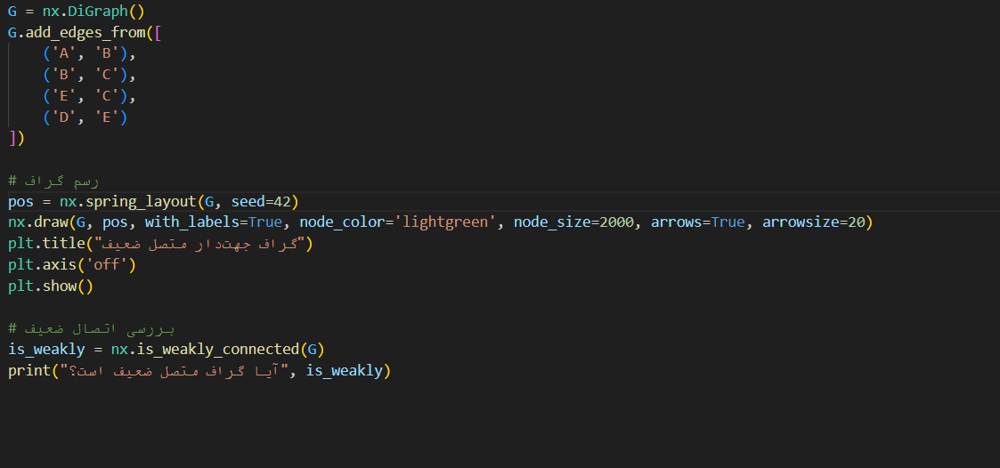 G = nx.DiGraph()
G.add_edges_from([
    ('A', 'B'),
    ('B', 'C'),
    ('E', 'C'),
    ('D', 'E')
])
# رسم گراف
pos = nx.spring_layout(G, seed=42)
nx.draw(G, pos, with_labels=True, node_color='lightgreen', node_size=2000, arrows=True, arrowsize=20)
plt.title("گراف جهت‌دار متصل ضعیف")
plt.axis('off')
plt.show()
# بررسی اتصال ضعیف
is_weakly = nx.is_weakly_connected(G)
print("آیا گراف متصل ضعیف است؟", is_weakly)